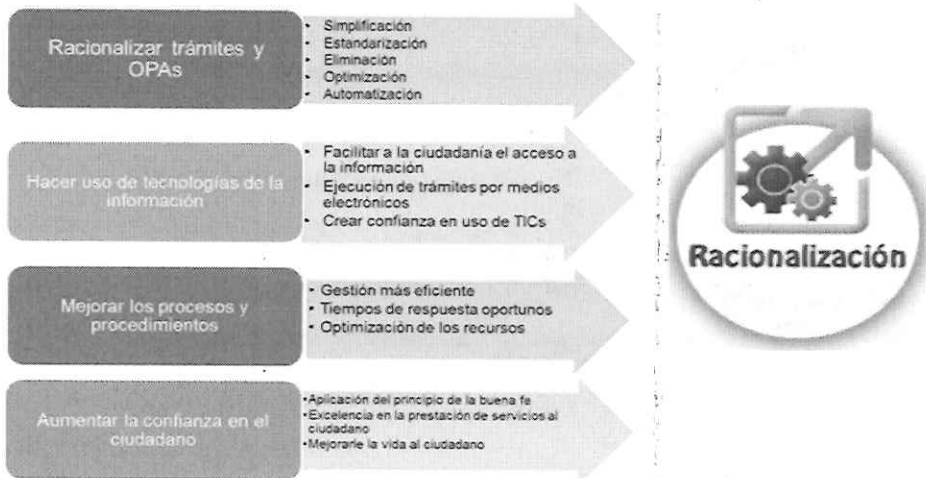 Racionalizar trámites y
OPAs
• Simplificación
• Estandarización
• Eliminación
• Optimización
• Automatización
Hacer uso de tecnologías de la
información
• Facilitar a la ciudadanía el acceso a
la información
• Ejecución de trámites por medios
electrónicos
• Crear confianza en uso de TICs
Mejorar los procesos y
procedimientos
• Gestión más eficiente
• Tiempos de respuesta oportunos
• Optimización de los recursos
Aumentar la confianza en el
ciudadano
•Aplicación del principio de la buena fe
•Excelencia en la prestación de servicios al
ciudadano
•Mejorarle la vida al ciudadano
Racionalización